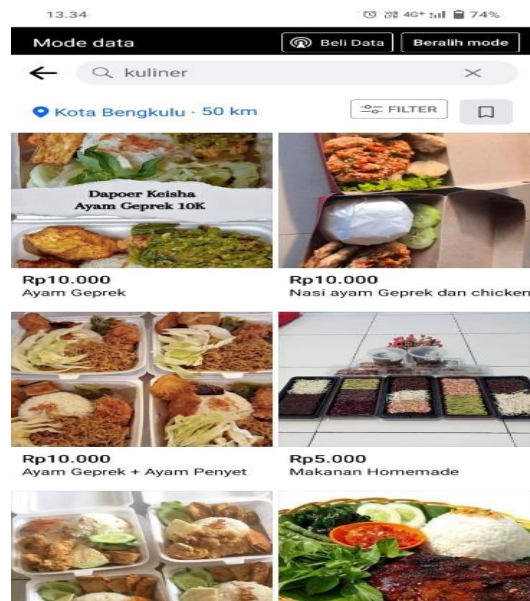 13.34
4G+ 74%
Mode data
Beli Data
Beralih mode
kuliner
Kota Bengkulu · 50 km
FILTER
Dapoer Keisha
Ayam Geprek 10K
Rp10.000
Ayam Geprek
Rp10.000
Nasi ayam Geprek dan chicken
Rp10.000
Ayam Geprek + Ayam Penyet
Rp5.000
Makanan Homemade